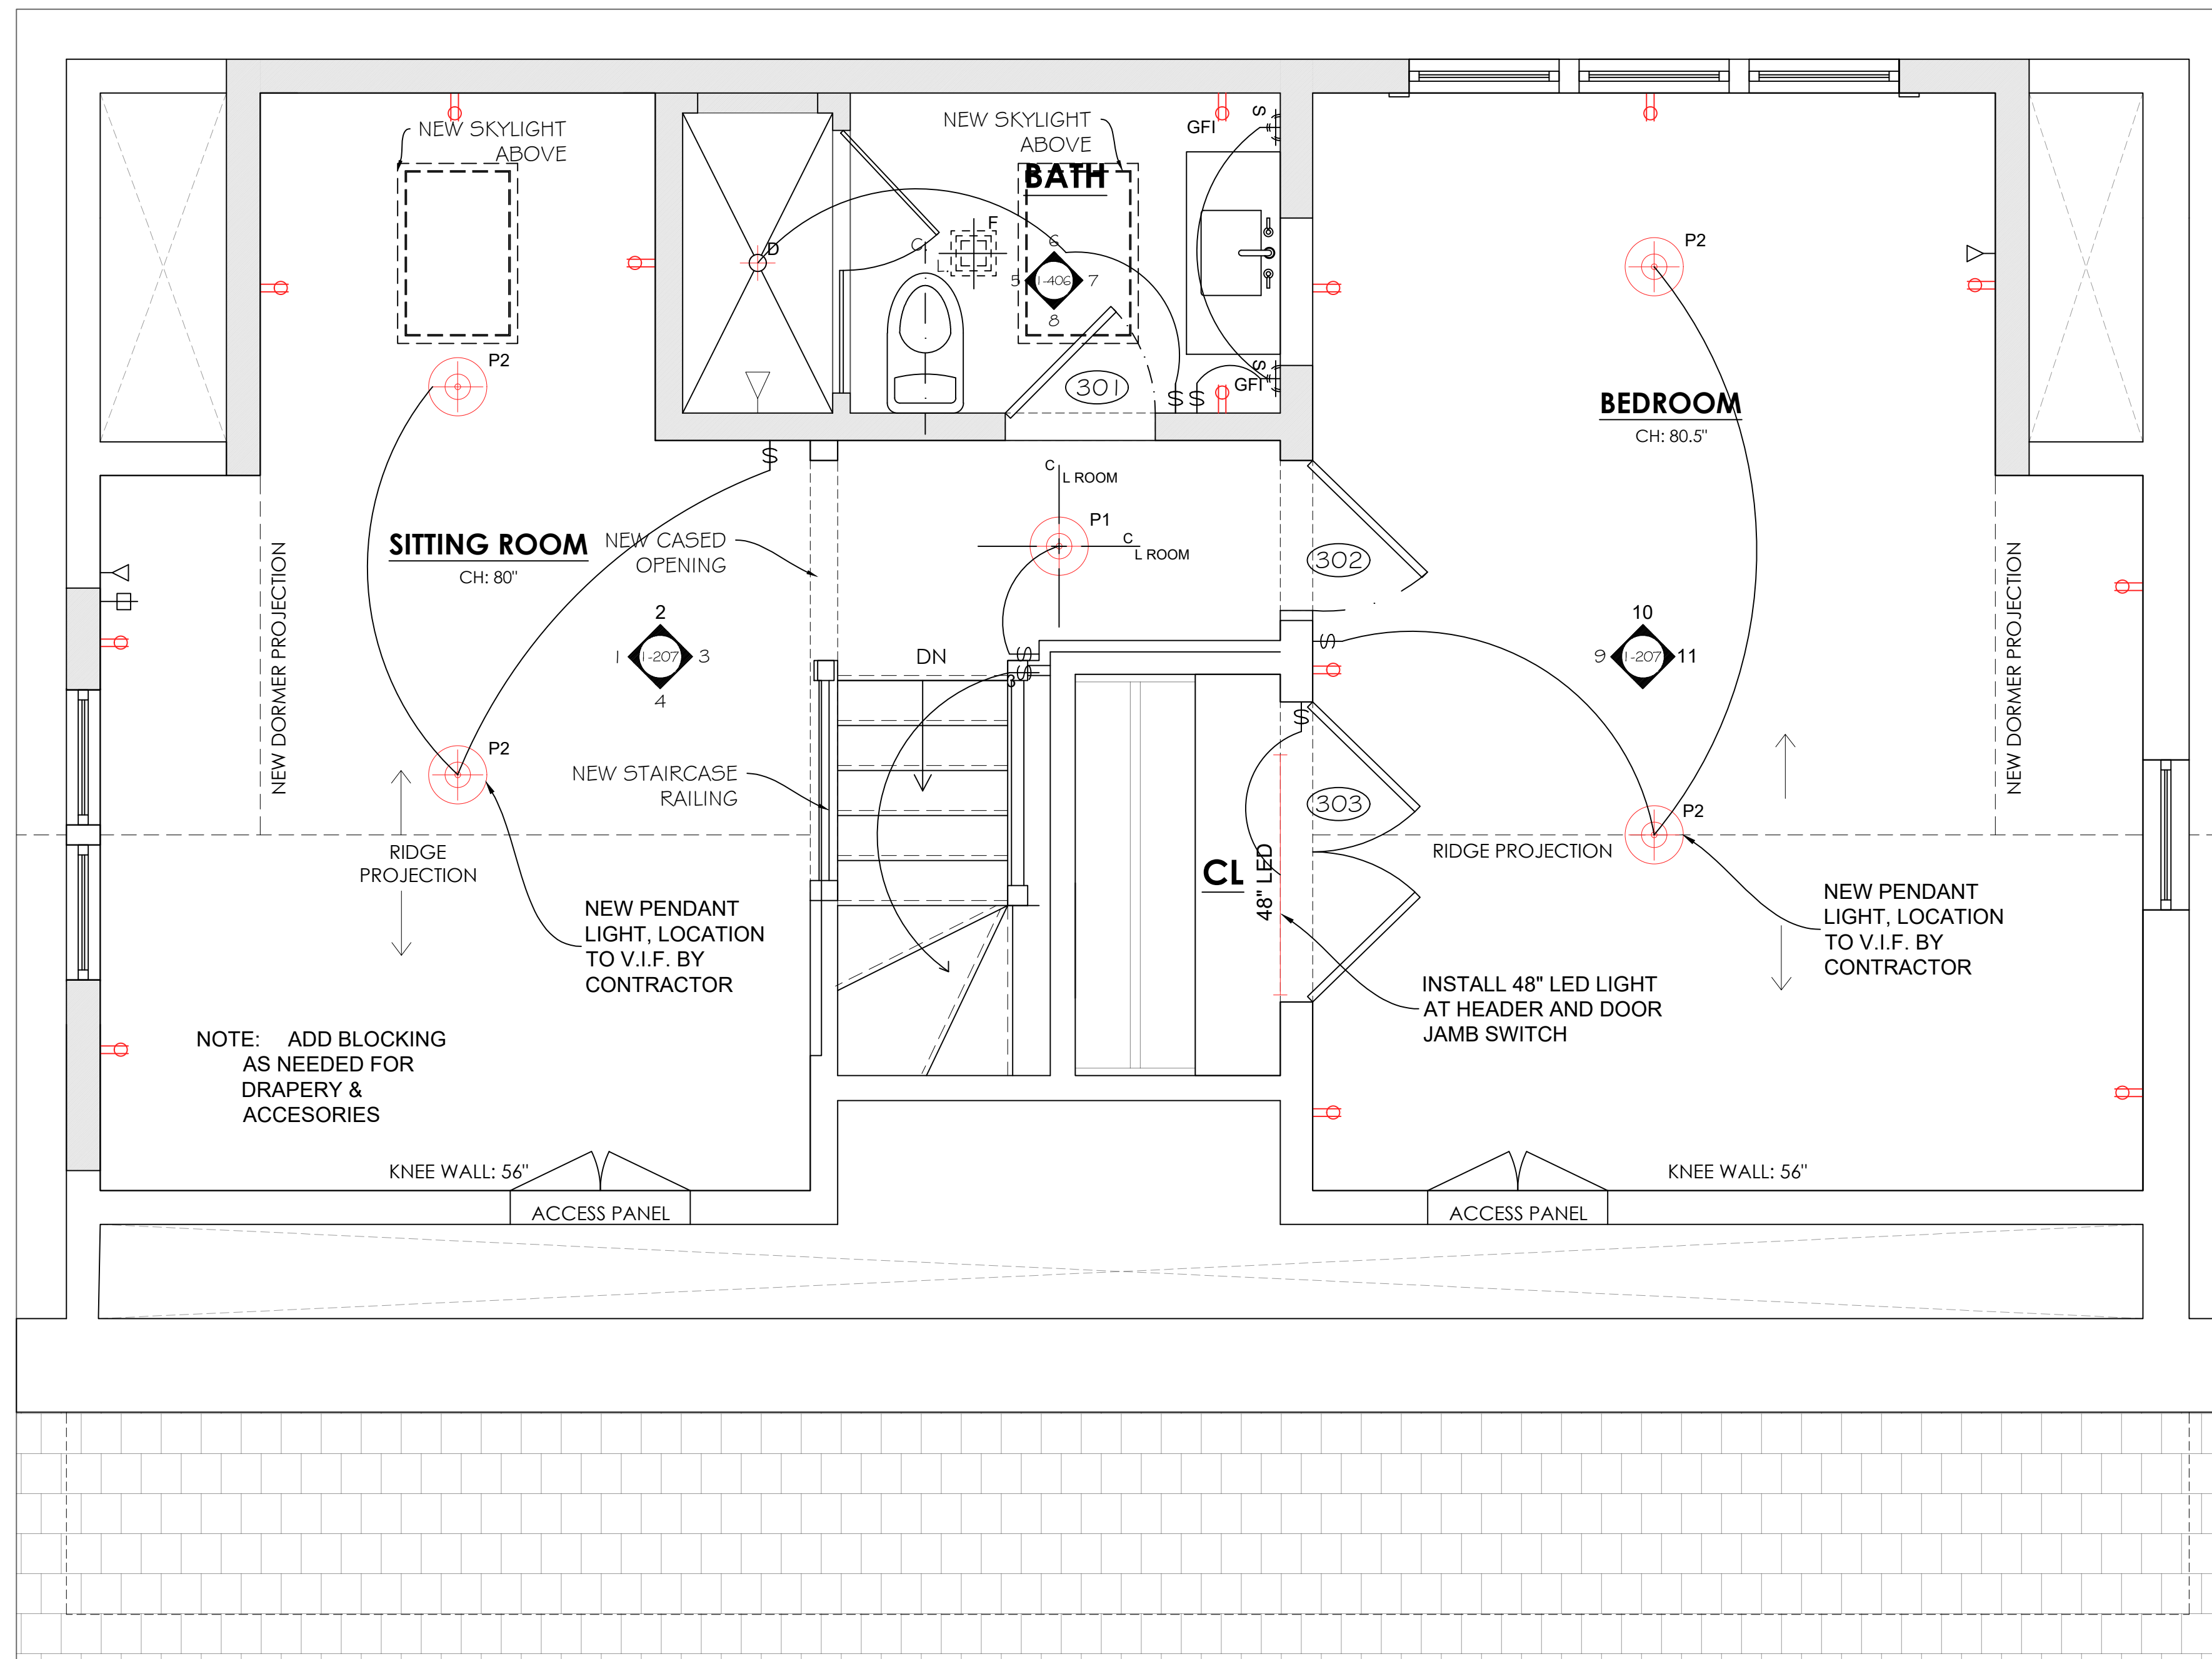 NEW SKYLIGHT
ABOVE
NEW SKYLIGHT
ABOVE
BATH
GFI
S
D
F
C
L
6
5
1-406
7
8
P2
P2
301
S
S
S
GFI
BEDROOM
CH: 80.5"
S
C
L ROOM
P1
C
L ROOM
SITTING ROOM
CH: 80"
NEW CASED
OPENING
302
NEW DORMER PROJECTION
NEW DORMER PROJECTION
2
1
1-207
3
4
DN
S
S
3
S
10
9
1-207
11
S
P2
NEW STAIRCASE
RAILING
303
P2
RIDGE
PROJECTION
RIDGE PROJECTION
CL
48" LED
NEW PENDANT
LIGHT, LOCATION
TO V.I.F. BY
CONTRACTOR
NEW PENDANT
LIGHT, LOCATION
TO V.I.F. BY
CONTRACTOR
INSTALL 48" LED LIGHT
AT HEADER AND DOOR
JAMB SWITCH
NOTE: ADD BLOCKING
AS NEEDED FOR
DRAPERY &
ACCESORIES
KNEE WALL: 56"
KNEE WALL: 56"
ACCESS PANEL
ACCESS PANEL